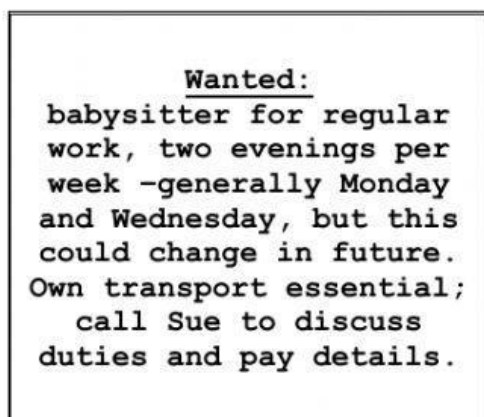 Wanted:
babysitter for regular
work, two evenings per
week –generally Monday
and Wednesday, but this
could change in future.
Own transport essential;
call Sue to discuss
duties and pay details.